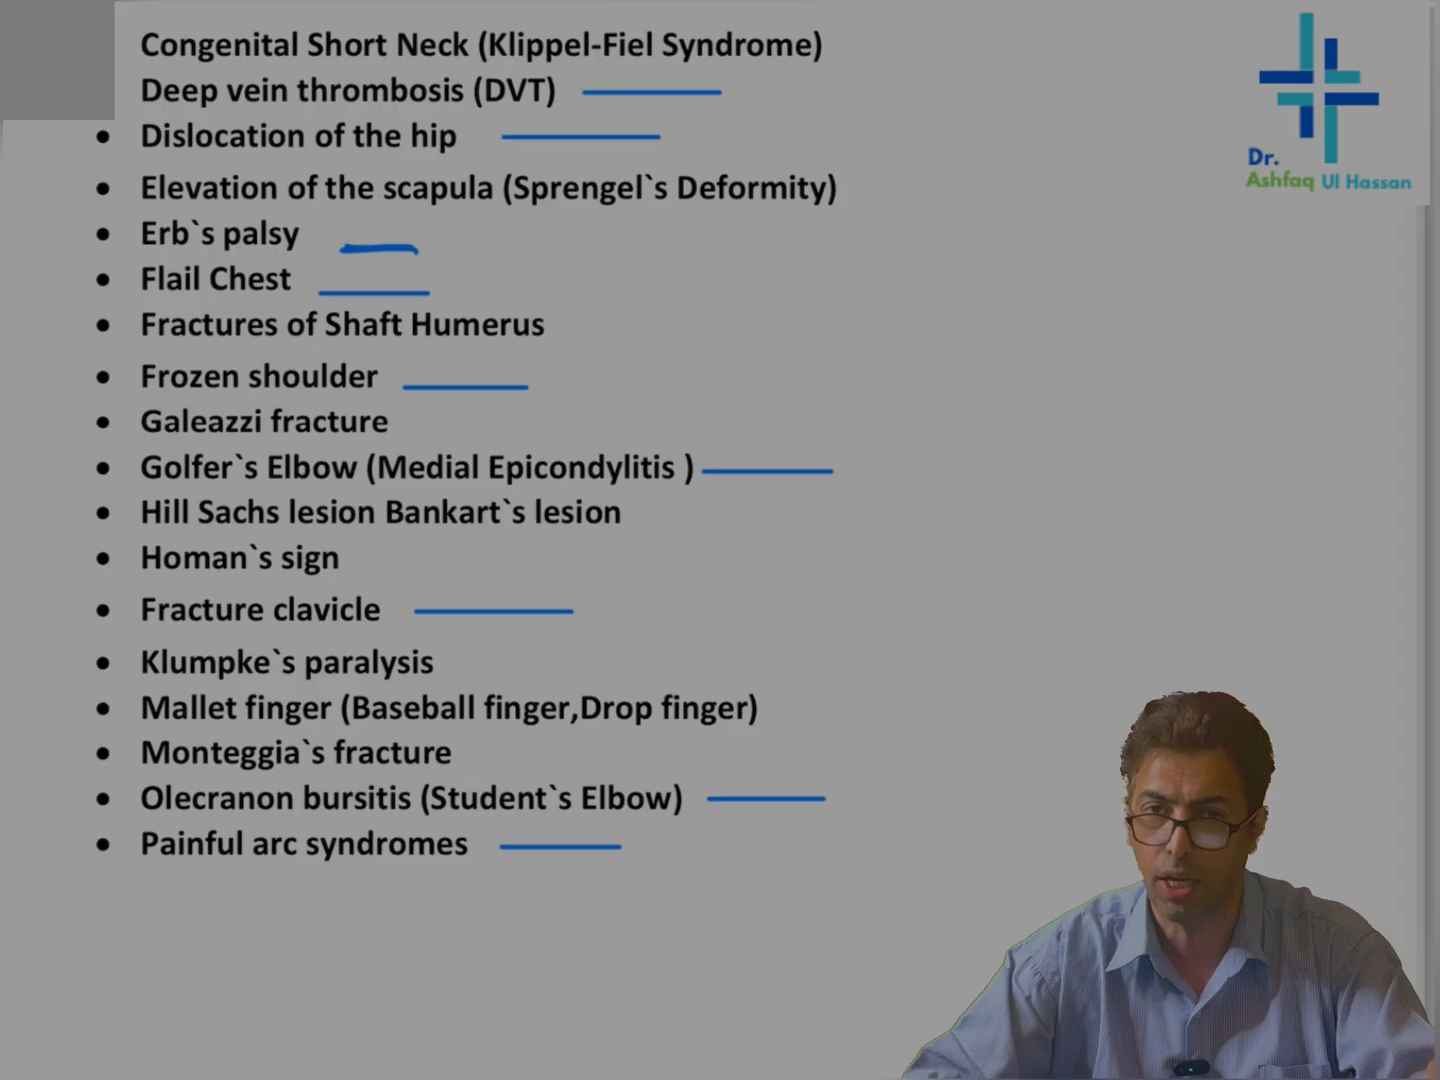 Congenital Short Neck (Klippel-Fiel Syndrome)
Deep vein thrombosis (DVT)
• Dislocation of the hip
• Elevation of the scapula (Sprengel`s Deformity)
• Erb`s palsy
• Flail Chest
• Fractures of Shaft Humerus
• Frozen shoulder
• Galeazzi fracture
• Golfer`s Elbow (Medial Epicondylitis )
• Hill Sachs lesion Bankart`s lesion
• Homan`s sign
• Fracture clavicle
• Klumpke`s paralysis
• Mallet finger (Baseball finger,Drop finger)
• Monteggia`s fracture
• Olecranon bursitis (Student`s Elbow)
• Painful arc syndromes
Dr.
Ashfaq Ul Hassan